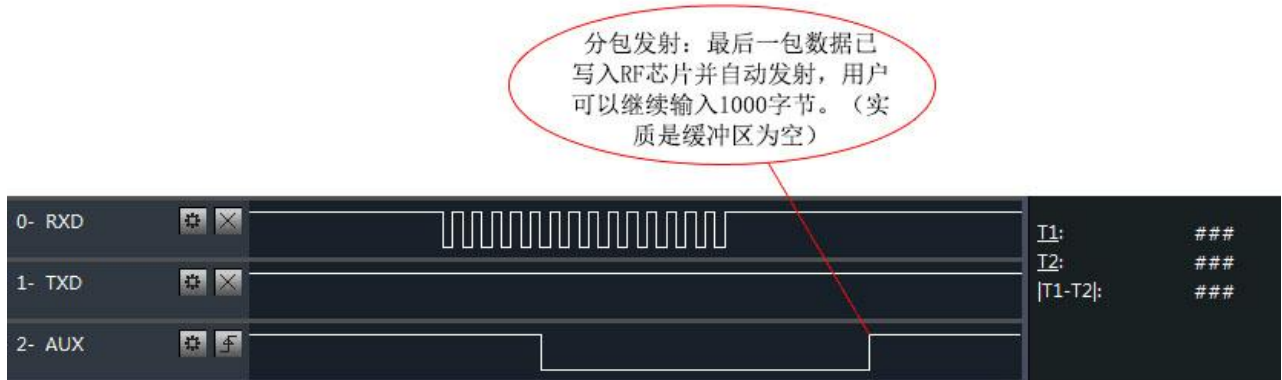 分包发射：最后一包数据已
写入RF芯片并自动发射，用户
可以继续输入1000字节。（实
质是缓冲区为空）
0- RXD
T1: ###
1- TXD
T2: ###
|T1-T2|: ###
2- AUX